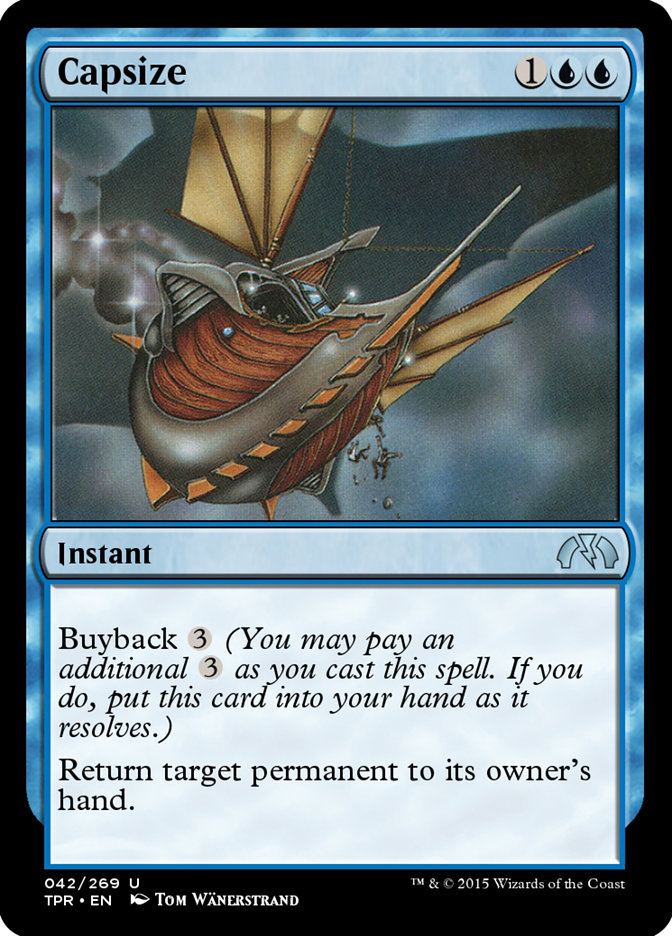 Capsize 1
Instant
Buyback 3 (You may pay an
additional 3 as you cast this spell. If you
do, put this card into your hand as it
resolves.)
Return target permanent to its owner's
hand.
042/269 U
™ & © 2015 Wizards of the Coast
TPR • EN Tom Wänerstrand